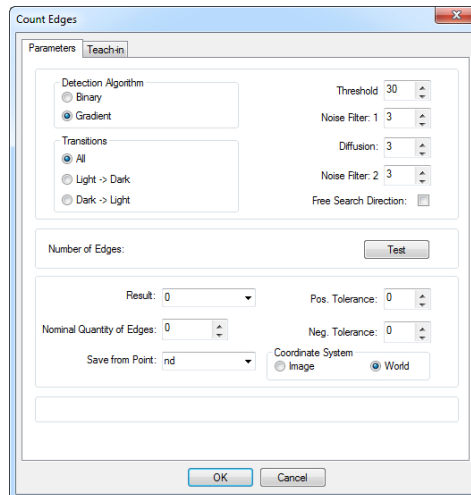 Count Edges
Parameters Teach-in
Detection Algorithm
Binary
Gradient
Threshold 30
Noise Filter: 1 3
Transitions
All
Light -> Dark
Dark -> Light
Diffusion: 3
Noise Filter: 2 3
Free Search Direction:
Number of Edges: Test
Result: 0 Pos. Tolerance: 0
Nominal Quantity of Edges: 0 Neg. Tolerance: 0
Save from Point: nd
Coordinate System
Image World
OK Cancel